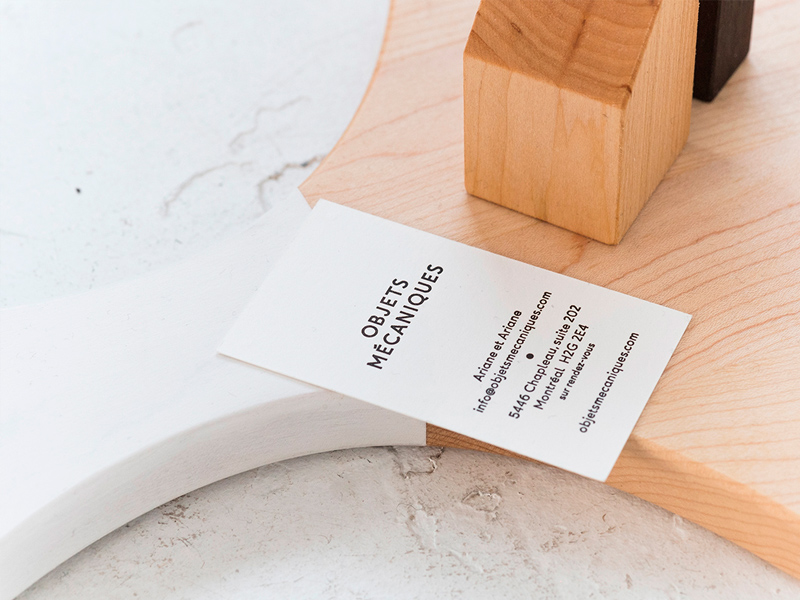 OBJETS
MÉCANIQUES
Ariane et Ariane
info@objetsmecaniques.com
•
5446 Chapleau, suite 202
Montréal H2G 2E4
sur rendez-vous
objetsmecaniques.com